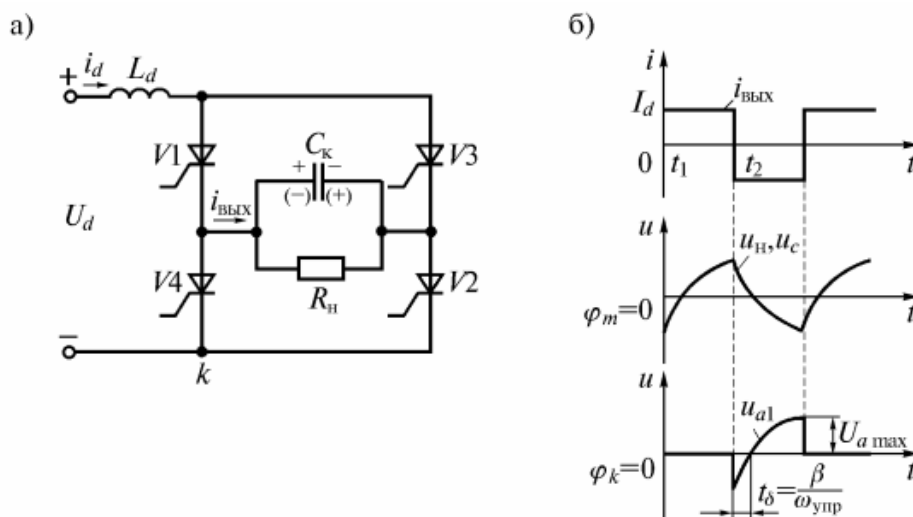 а)
б)
+ i_d L_d
V1
C_к
V3
+ −
(−) (+)
i_вых
U_d
V4
R_н
V2
−
k
i
I_d
i_вых
0 t_1 t_2 t
u
u_н, u_c
φ_m=0 t
u
u_a1
U_a max
φ_k=0 t
t_δ = β/ω_упр